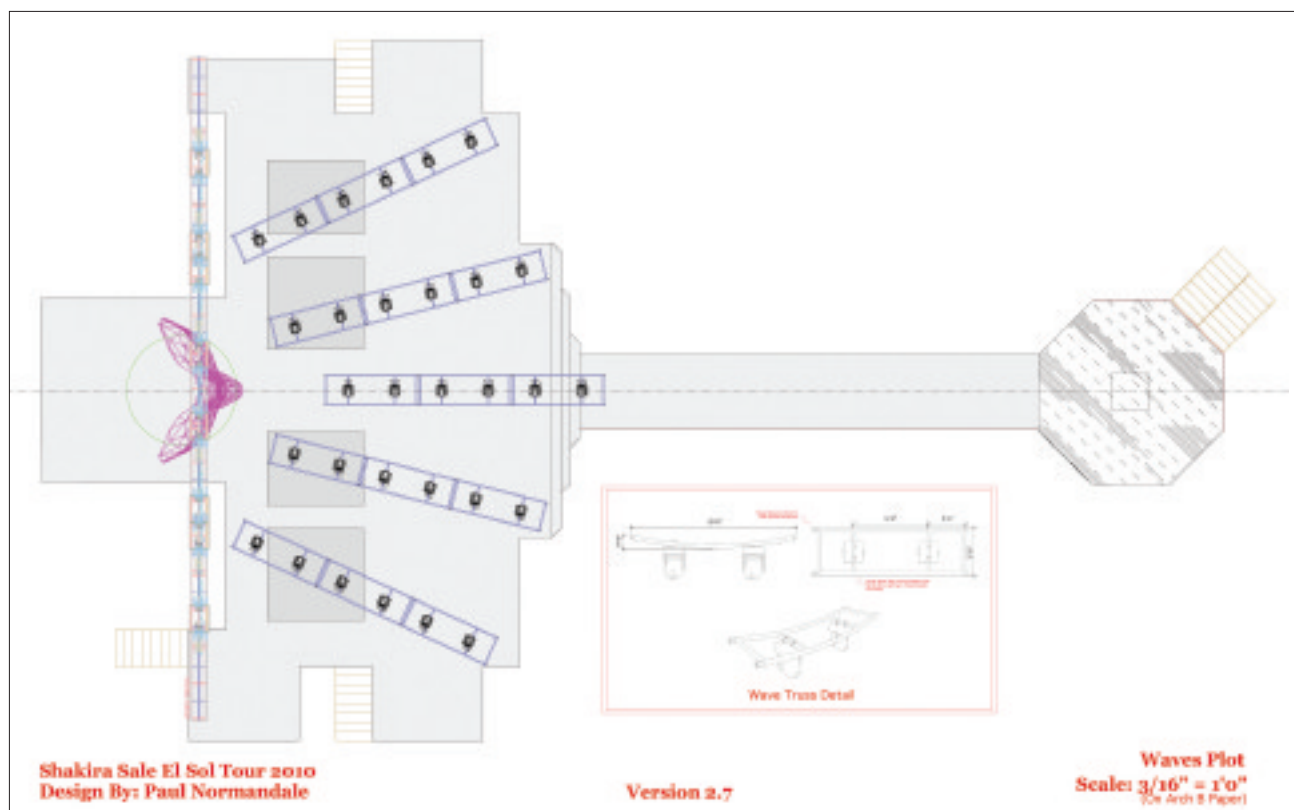 Wave Truss Detail
Shakira Sale El Sol Tour 2010
Design By: Paul Normandale
Version 2.7
Waves Plot
Scale: 3/16" = 1'0"
(On Arch B Paper)